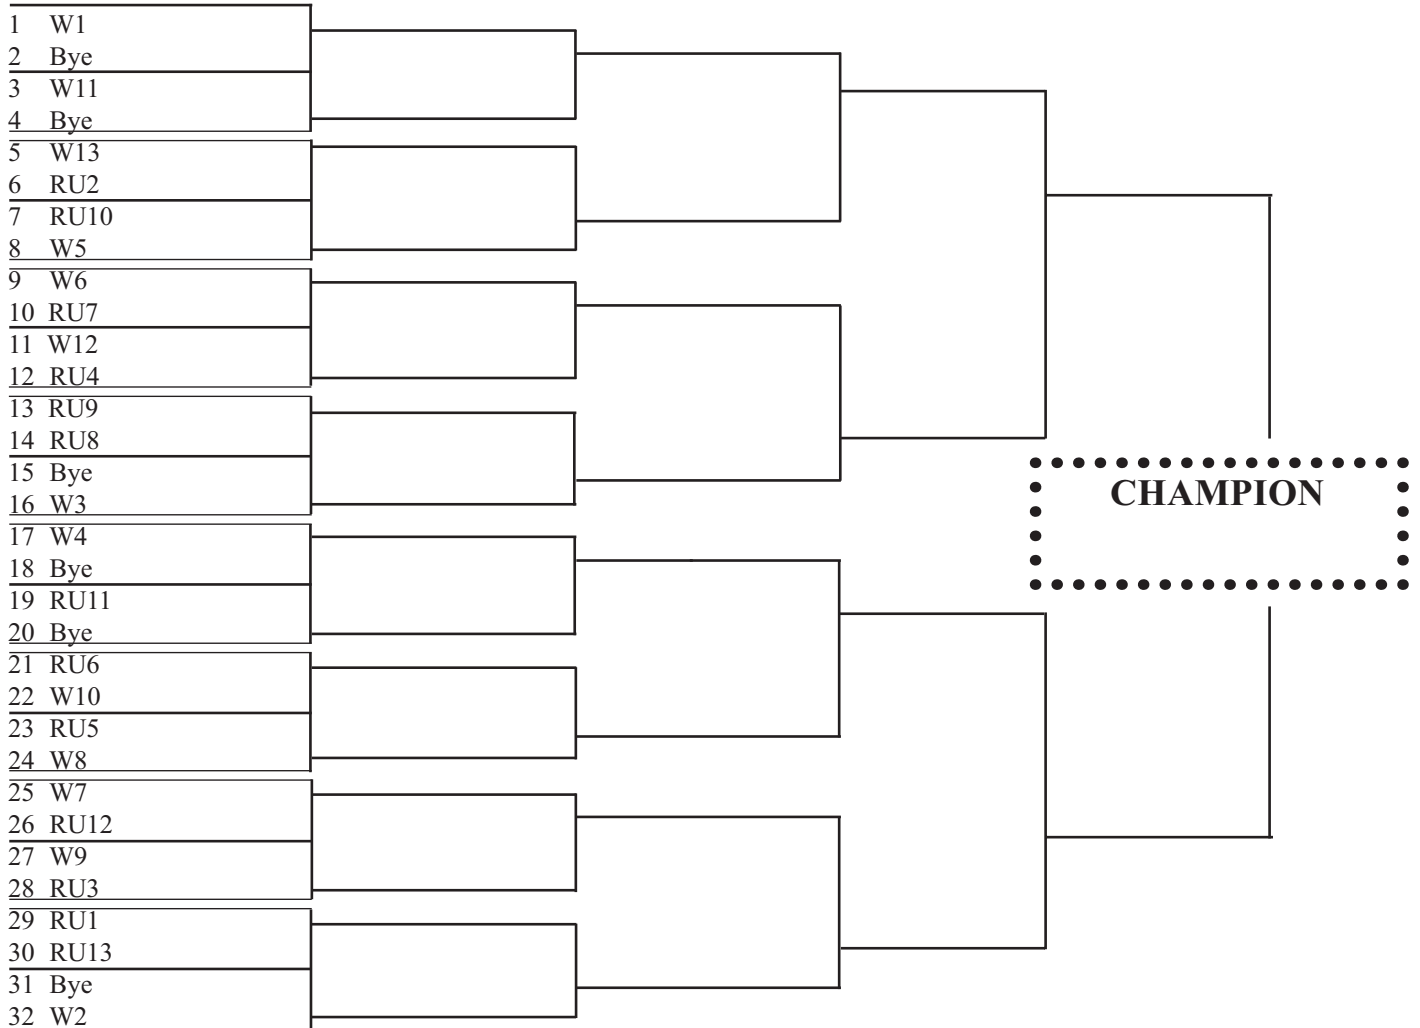 1 W1
2 Bye
3 W11
4 Bye
5 W13
6 RU2
7 RU10
8 W5
9 W6
10 RU7
11 W12
12 RU4
13 RU9
14 RU8
15 Bye
16 W3
17 W4
18 Bye
19 RU11
20 Bye
21 RU6
22 W10
23 RU5
24 W8
25 W7
26 RU12
27 W9
28 RU3
29 RU1
30 RU13
31 Bye
32 W2
CHAMPION